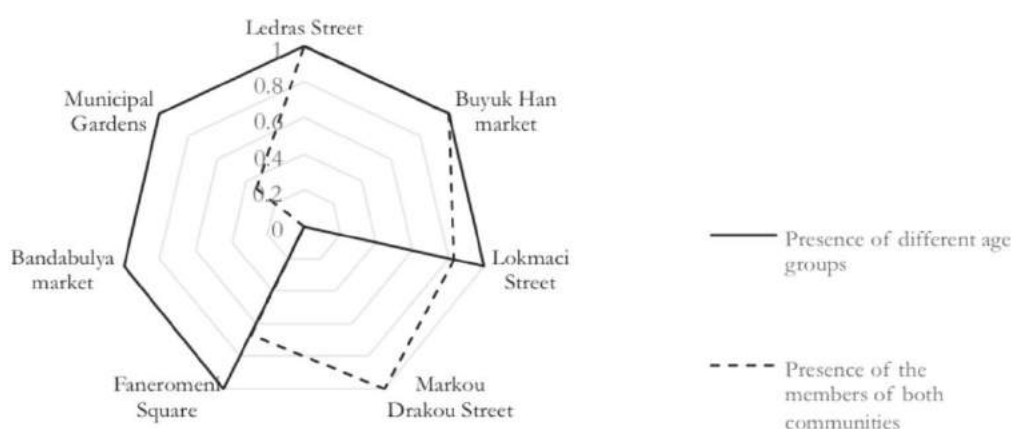 Ledras Street
1
0.8
0.6
0.4
0.2
0
Municipal
Gardens
Buyuk Han
market
Bandabulya
market
Lokmaci
Street
Faneromeni
Square
Markou
Drakou Street
Presence of different age
groups
Presence of the
members of both
communities